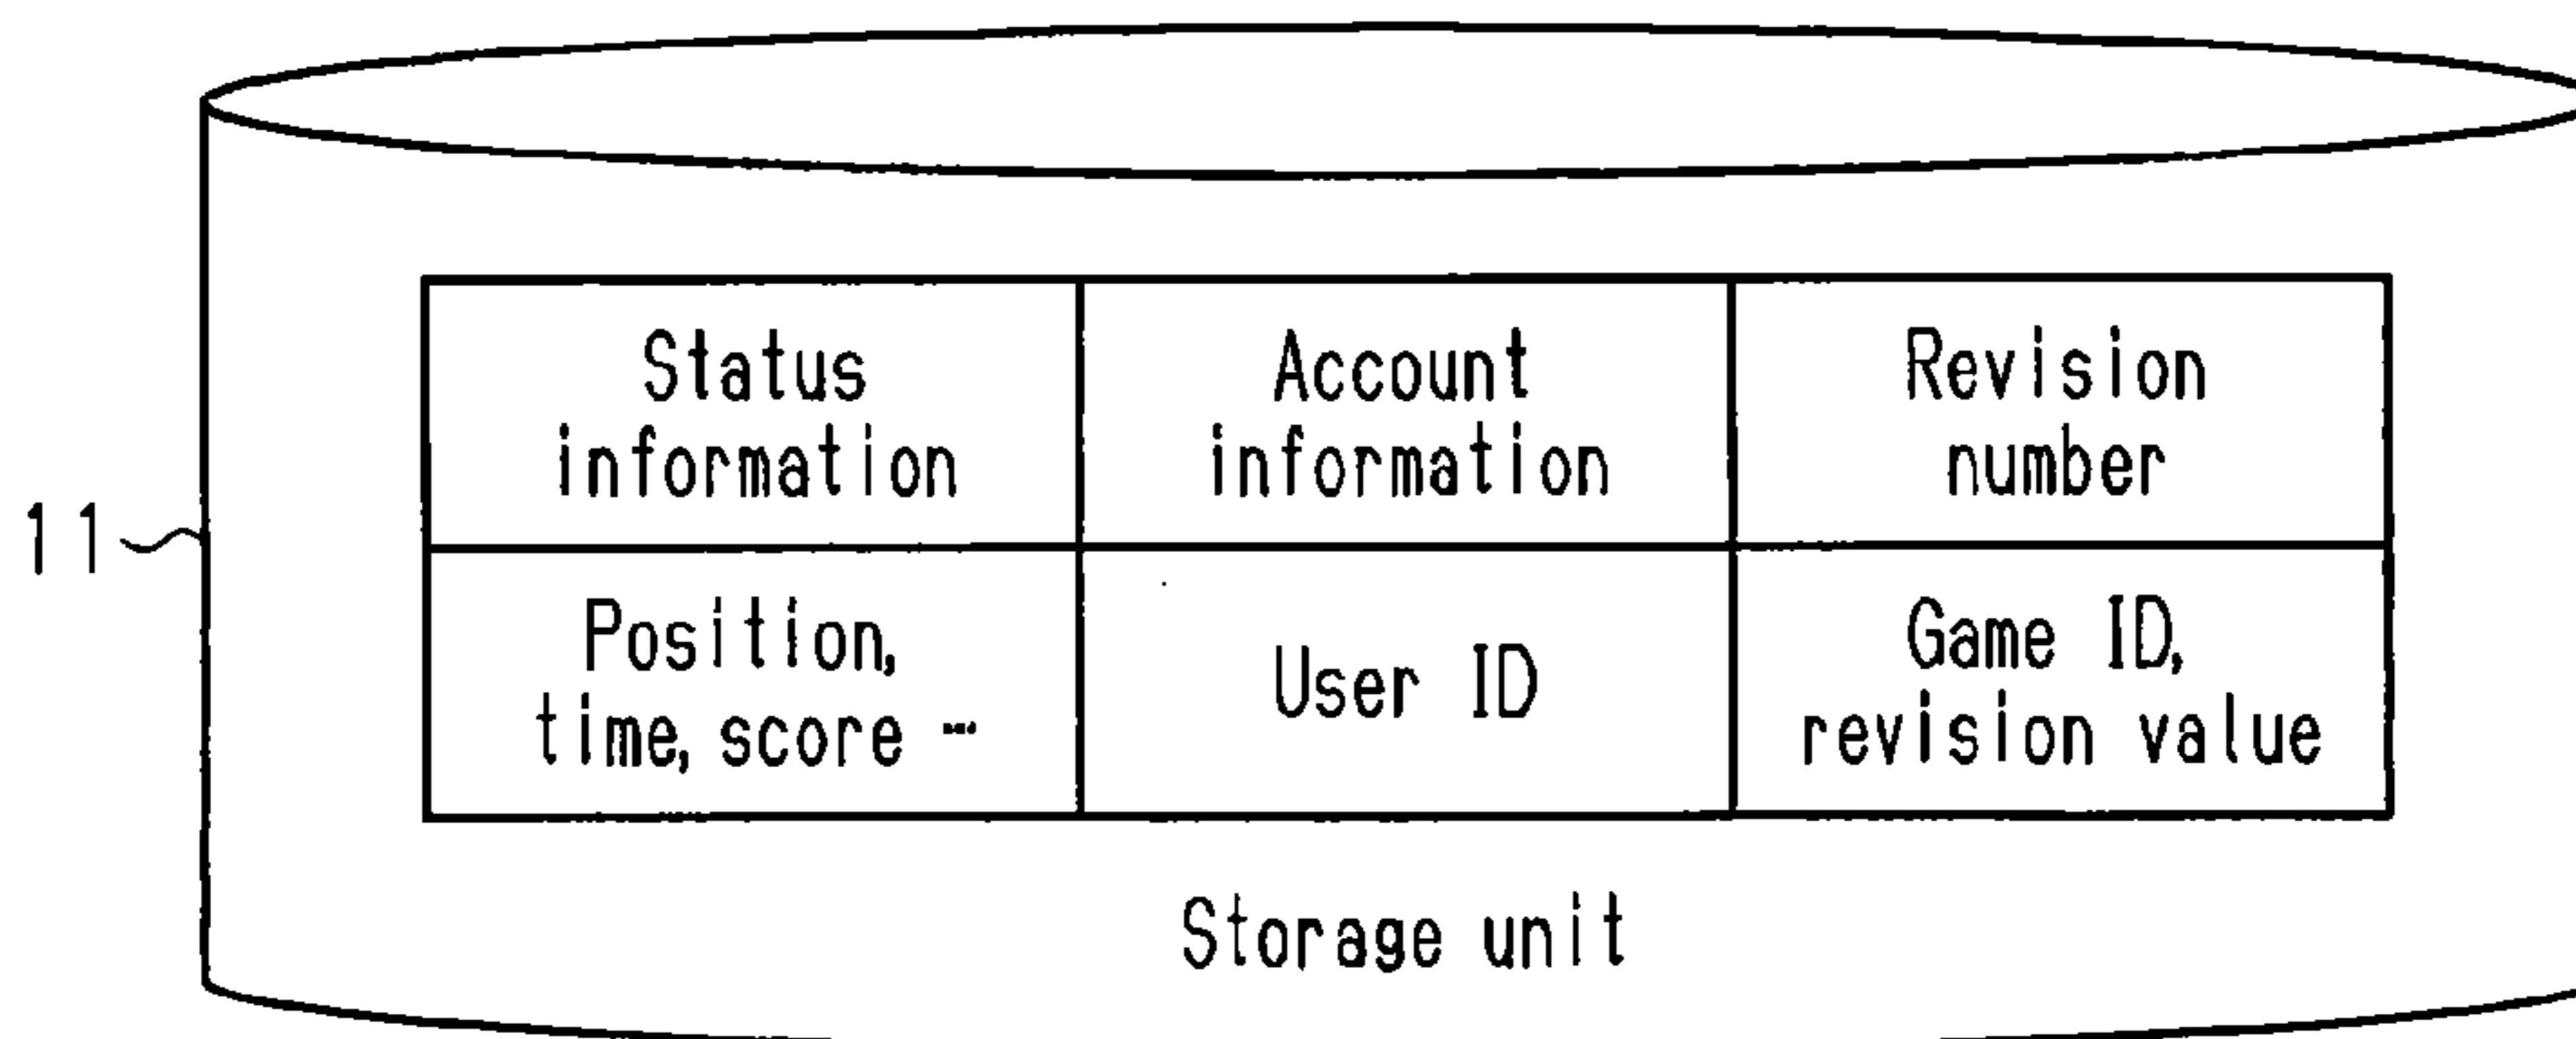 Status
information
Account
information
Revision
number
11
Position,
time, score ...
User ID
Game ID,
revision value
Storage unit